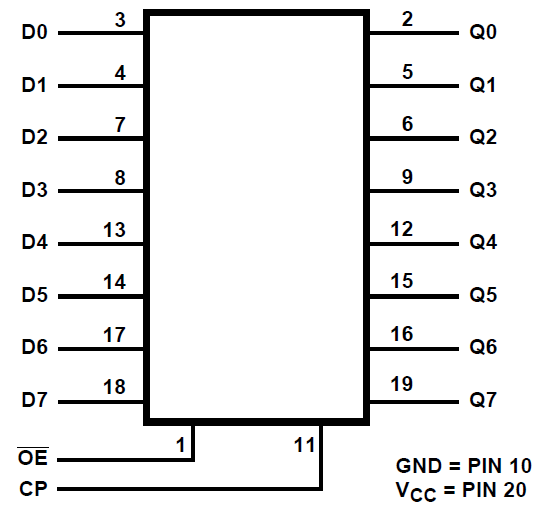 D0 3 2 Q0
D1 4 5 Q1
D2 7 6 Q2
D3 8 9 Q3
D4 13 12 Q4
D5 14 15 Q5
D6 17 16 Q6
D7 18 19 Q7
1 11
O̅E̅
CP
GND = PIN 10
VCC = PIN 20